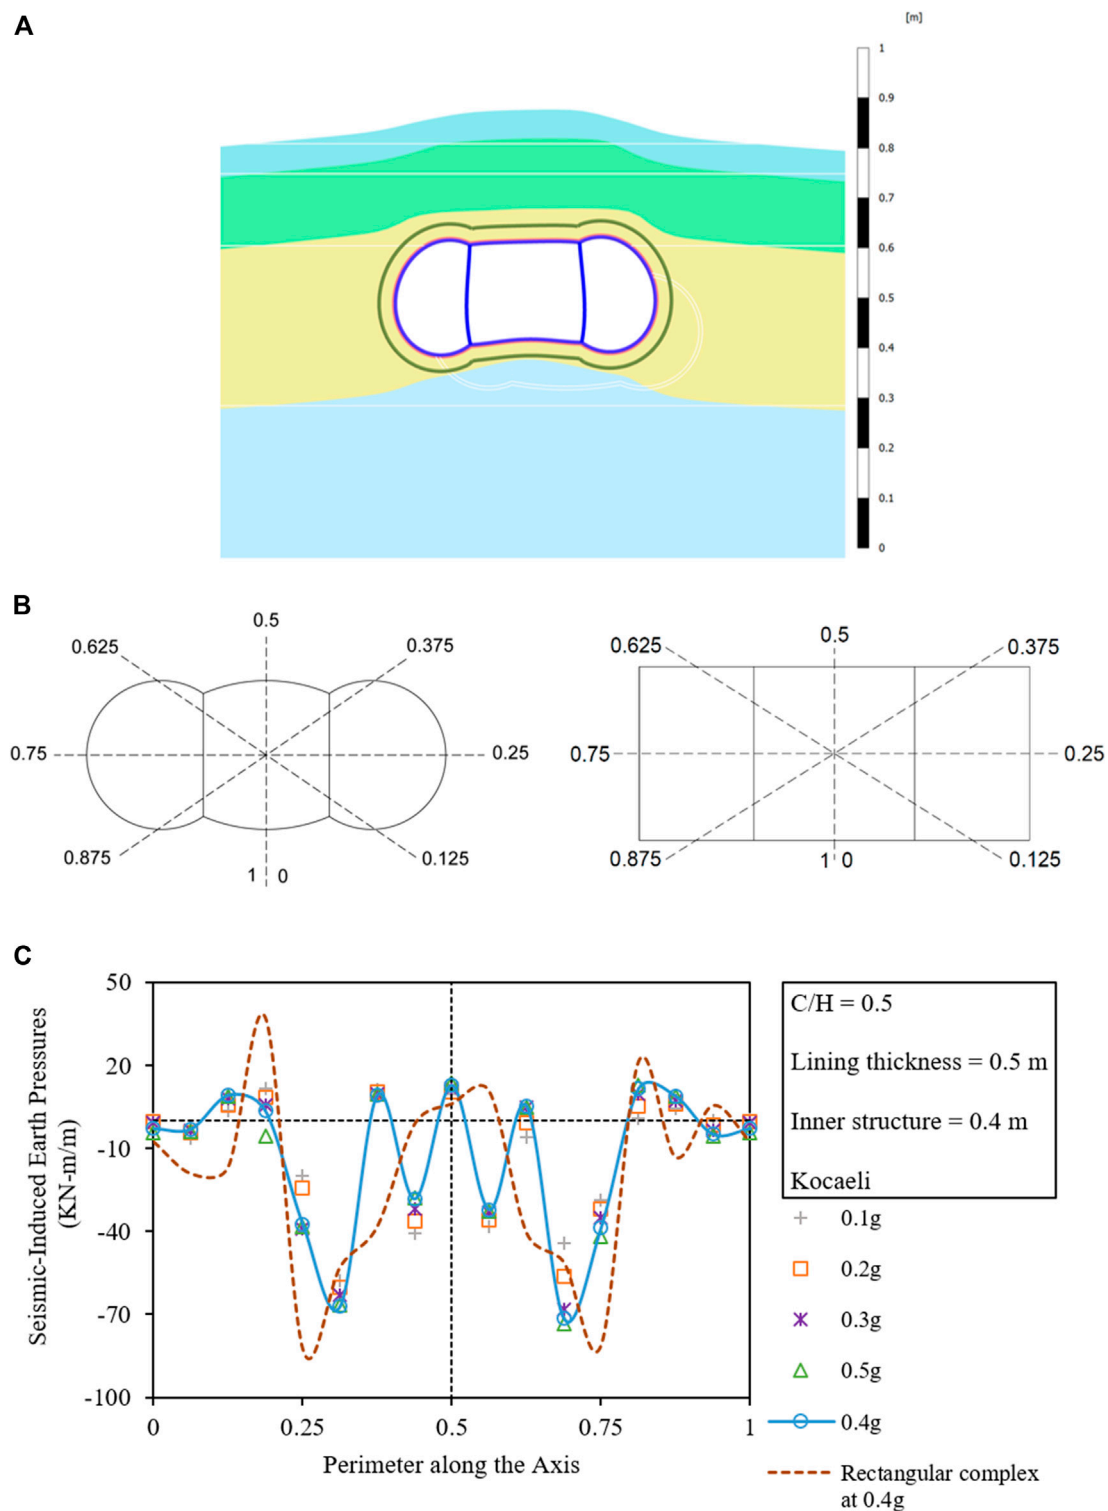 A
[m]
1
0.9
0.8
0.7
0.6
0.5
0.4
0.3
0.2
0.1
0
B
0.5
0.625
0.375
0.75
0.25
0.875
0.125
1 0
0.5
0.625
0.375
0.75
0.25
0.875
0.125
1 0
C
Seismic-Induced Earth Pressures
(KN-m/m)
50
20
-10
-40
-70
-100
0
0.25
0.5
0.75
1
Perimeter along the Axis
C/H = 0.5
Lining thickness = 0.5 m
Inner structure = 0.4 m
Kocaeli
0.1g
0.2g
0.3g
0.5g
0.4g
Rectangular complex
at 0.4g